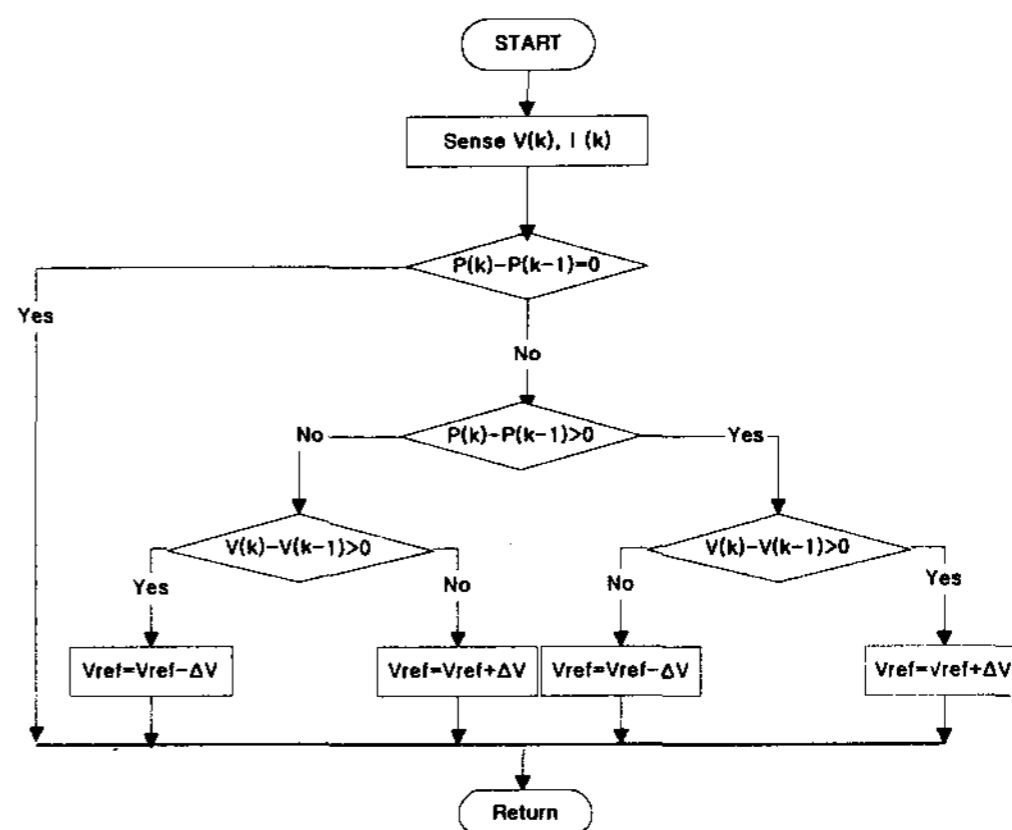 START
Sense V(k), I (k)
P(k)-P(k-1)=0
Yes
No
P(k)-P(k-1)>0
No
Yes
V(k)-V(k-1)>0
V(k)-V(k-1)>0
Yes
No
No
Yes
Vref=Vref-ΔV
Vref=Vref+ΔV
Vref=Vref-ΔV
Vref=vref+ΔV
Return